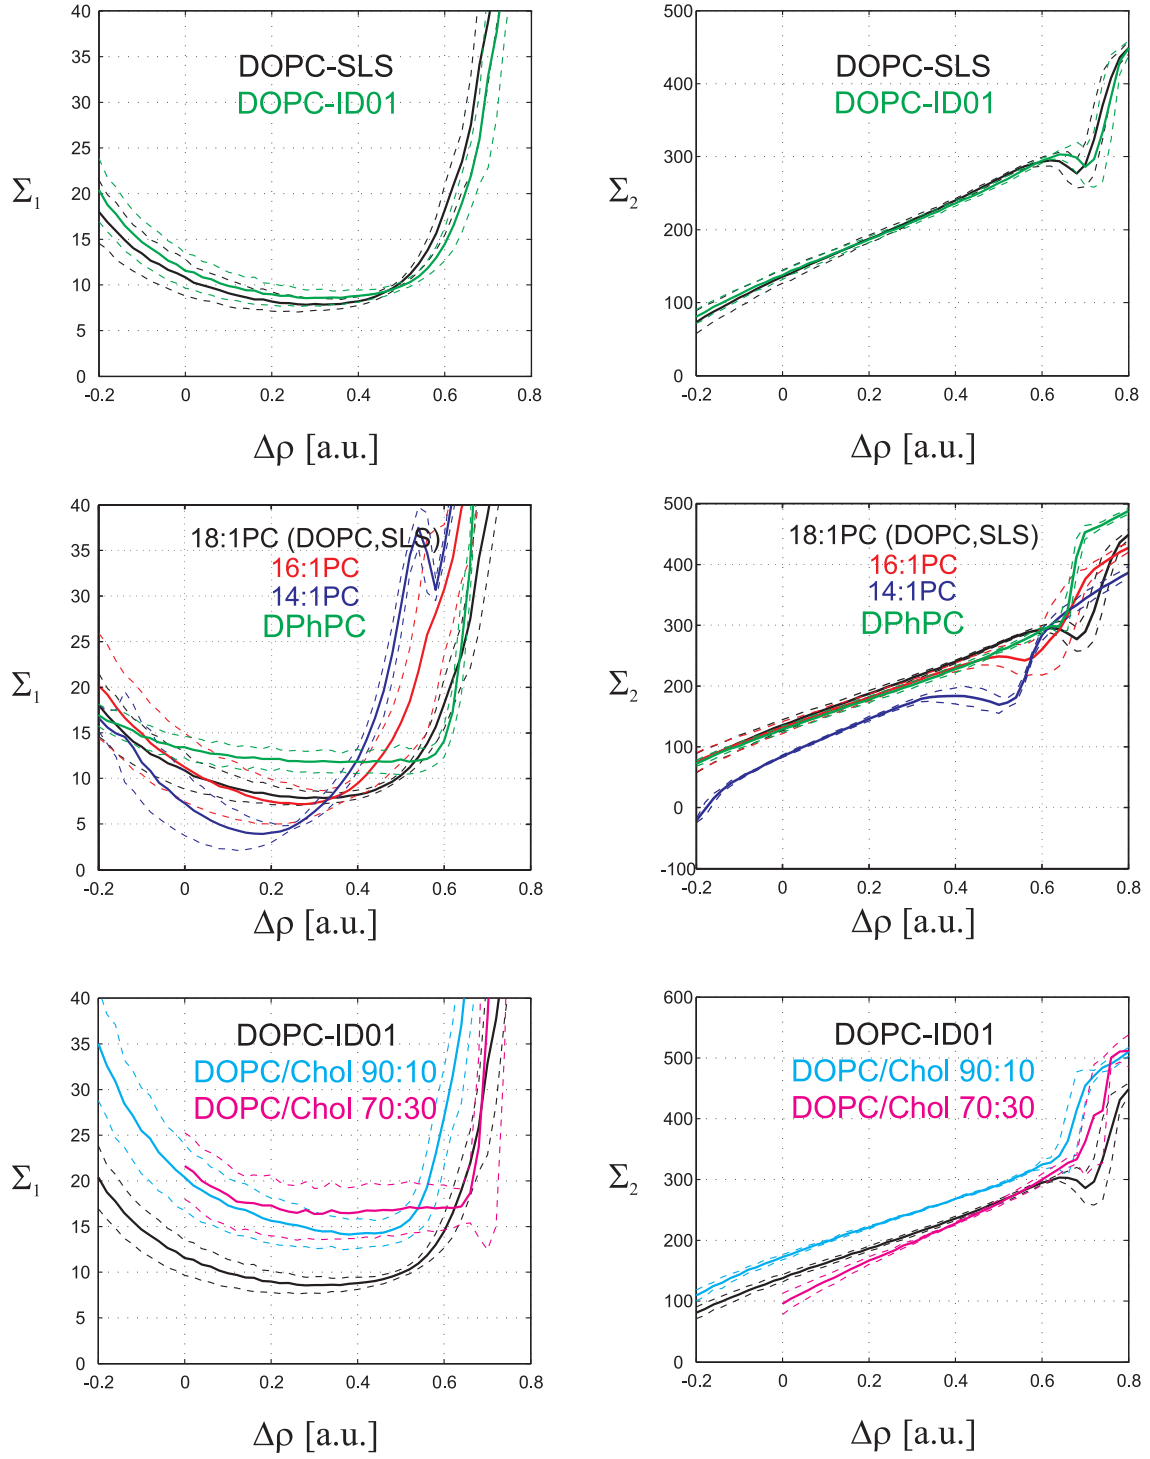 40
35
30
25
20
15
10
5
0
-0.2 0 0.2 0.4 0.6 0.8
Σ1
DOPC-SLS
DOPC-ID01
Δρ [a.u.]
500
400
300
200
100
0
-0.2 0 0.2 0.4 0.6 0.8
Σ2
DOPC-SLS
DOPC-ID01
Δρ [a.u.]
40
35
30
25
20
15
10
5
0
-0.2 0 0.2 0.4 0.6 0.8
Σ1
18:1PC (DOPC,SLS)
16:1PC
14:1PC
DPhPC
Δρ [a.u.]
500
400
300
200
100
0
-100
-0.2 0 0.2 0.4 0.6 0.8
Σ2
18:1PC (DOPC,SLS)
16:1PC
14:1PC
DPhPC
Δρ [a.u.]
40
35
30
25
20
15
10
5
0
-0.2 0 0.2 0.4 0.6 0.8
Σ1
DOPC-ID01
DOPC/Chol 90:10
DOPC/Chol 70:30
Δρ [a.u.]
600
500
400
300
200
100
0
-0.2 0 0.2 0.4 0.6 0.8
Σ2
DOPC-ID01
DOPC/Chol 90:10
DOPC/Chol 70:30
Δρ [a.u.]